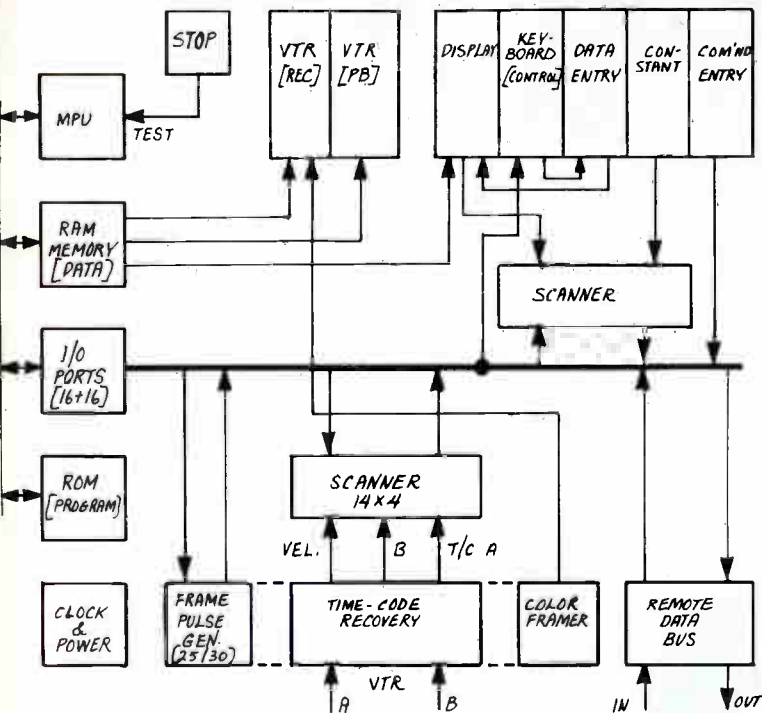 STOP
VTR
[REC]
VTR
[PB]
DISPLAY
KEY-
BOARD
[CONTROL]
DATA
ENTRY
CON-
STANT
COM'ND
ENTRY
MPU
TEST
RAM
MEMORY
[DATA]
SCANNER
I/O
PORTS
[16+16]
ROM
[PROGRAM]
SCANNER
14X4
VEL.
B
T/C A
CLOCK
&
POWER
FRAME
PULSE
GEN.
(25/30)
TIME-CODE
RECOVERY
COLOR
FRAMER
REMOTE
DATA
BUS
A
VTR
B
IN
OUT